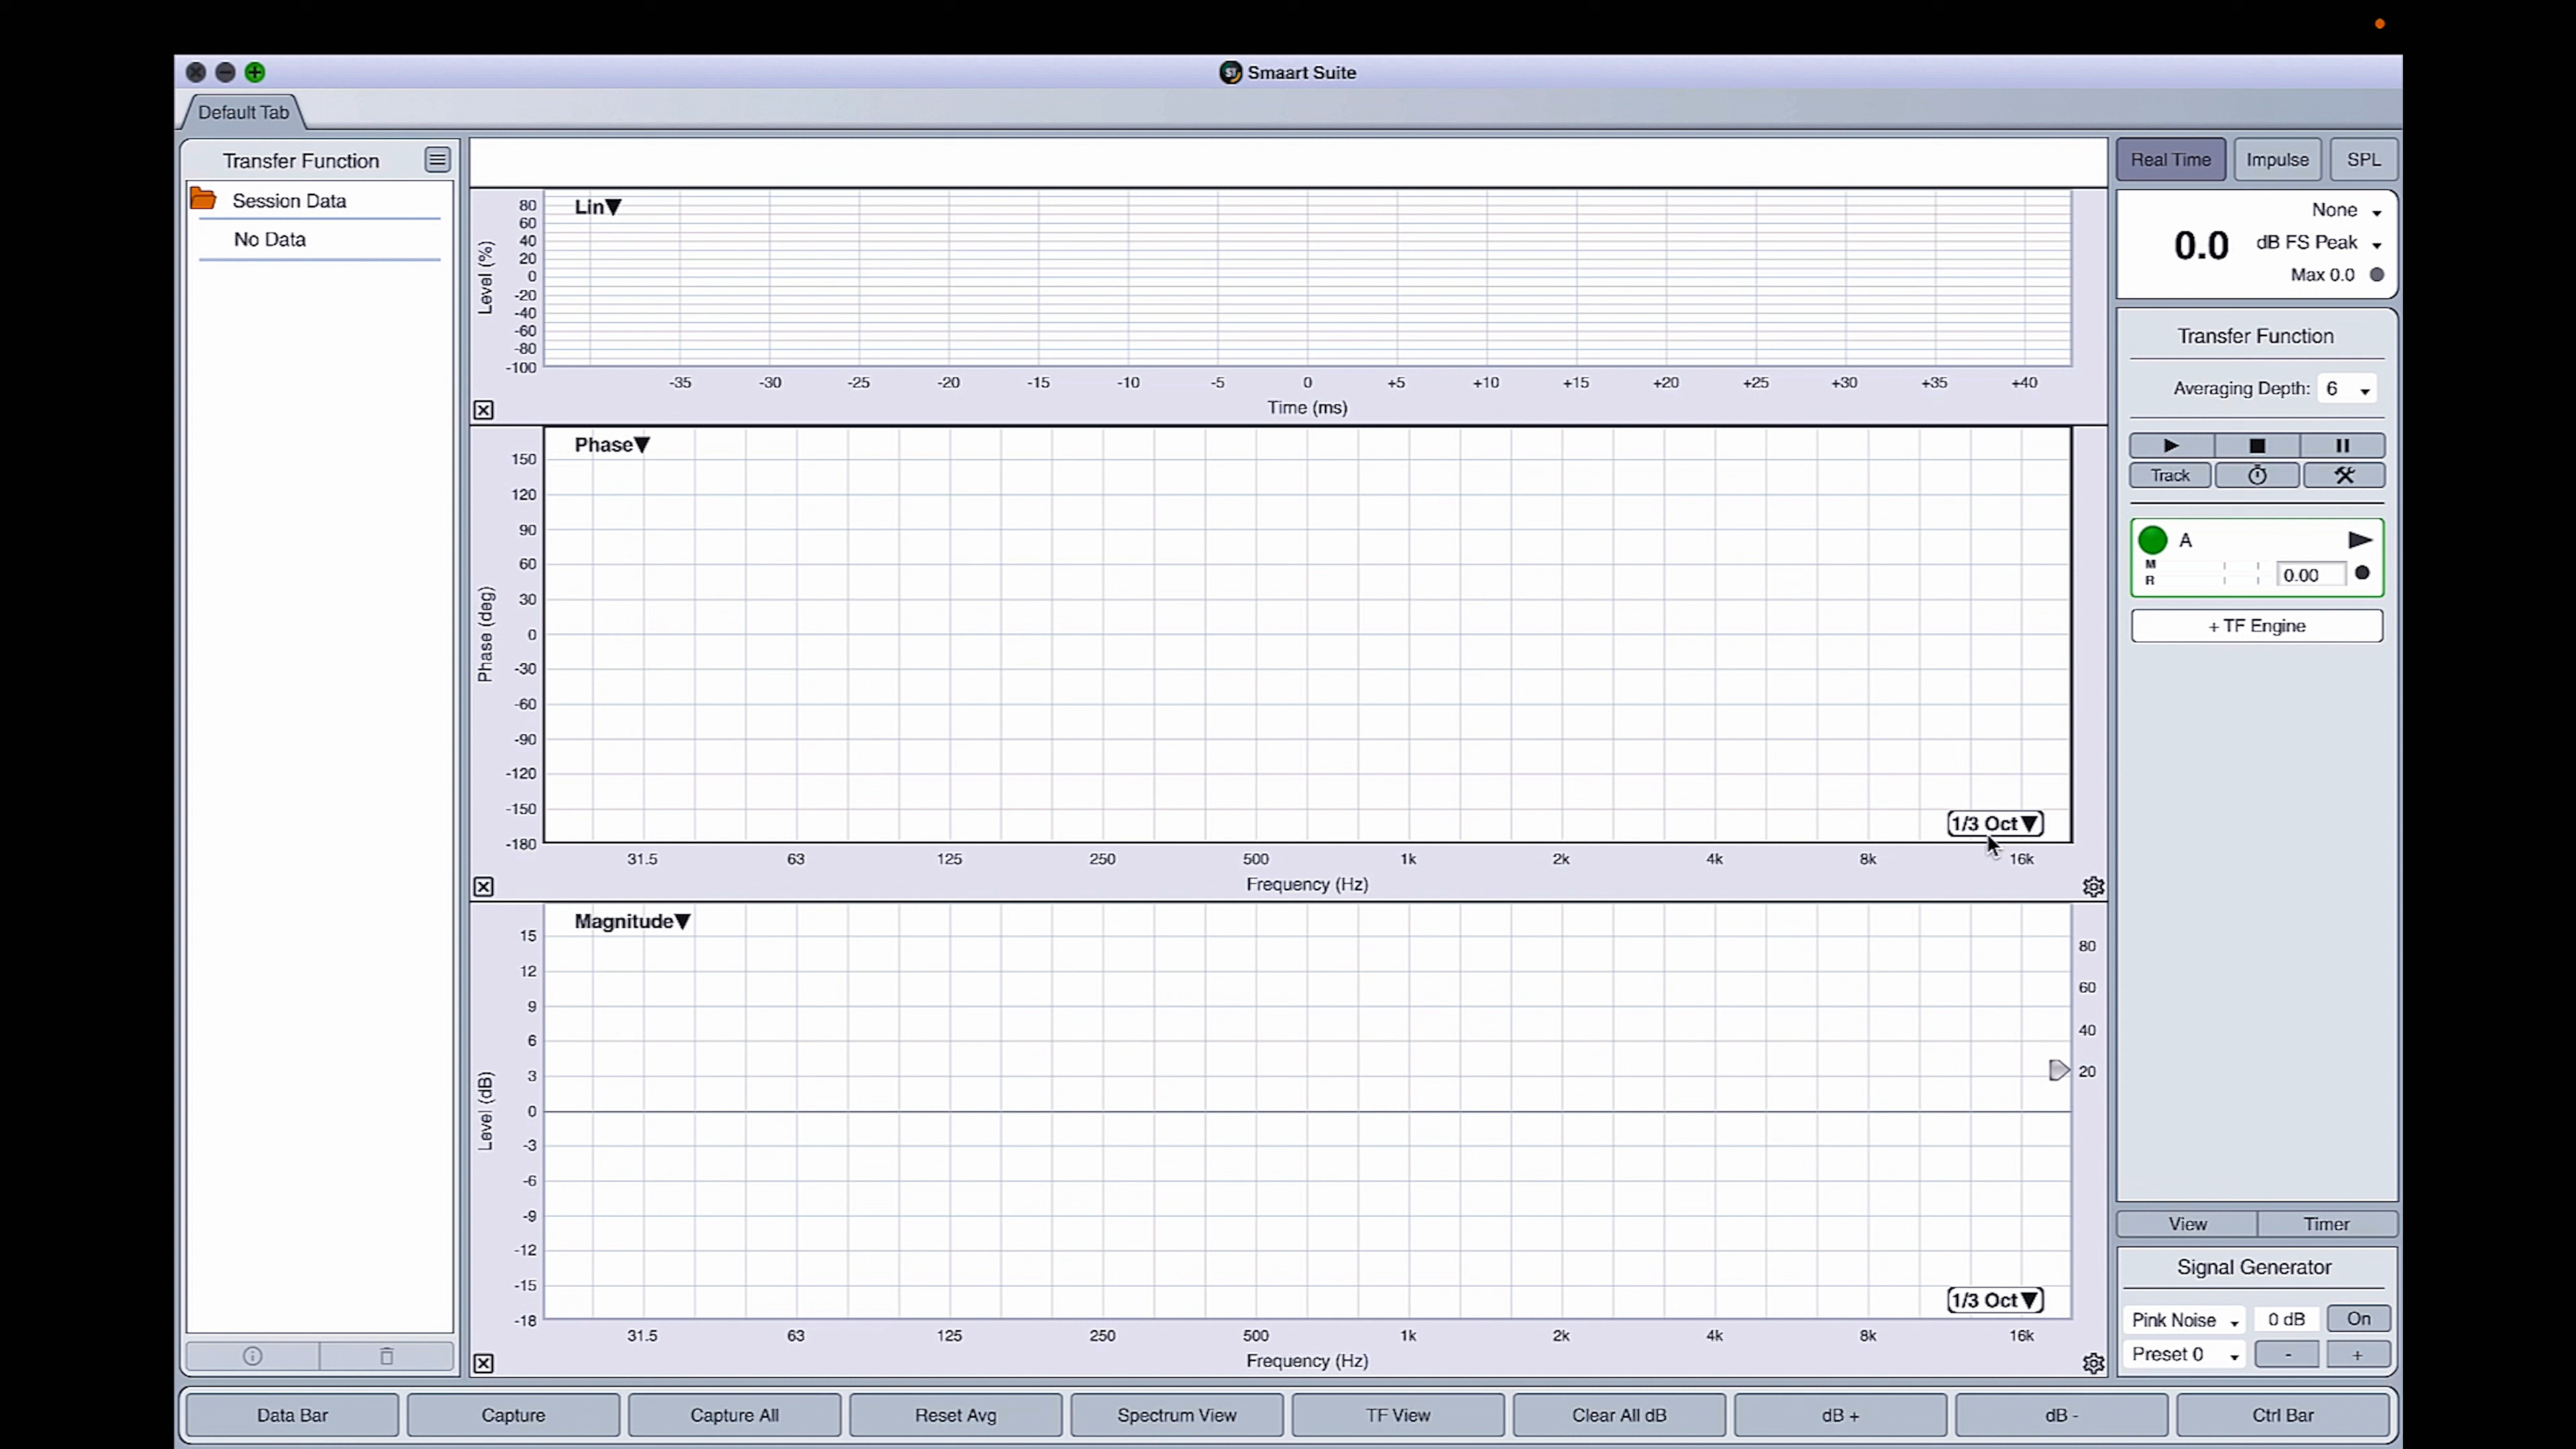 Smaart Suite
Default Tab
Transfer Function
Session Data
No Data
Lin▼
80
60
40
20
0
-20
-40
-60
-80
-100
Level (%)
-35 -30 -25 -20 -15 -10 -5 0 +5 +10 +15 +20 +25 +30 +35 +40
Time (ms)
Phase▼
150
120
90
60
30
0
-30
-60
-90
-120
-150
-180
Phase (deg)
1/3 Oct▼
31.5 63 125 250 500 1k 2k 4k 8k 16k
Frequency (Hz)
Magnitude▼
15
12
9
6
3
0
-3
-6
-9
-12
-15
-18
Level (dB)
80
60
40
20
1/3 Oct▼
31.5 63 125 250 500 1k 2k 4k 8k 16k
Frequency (Hz)
Real Time Impulse SPL
None
0.0 dB FS Peak
Max 0.0
Transfer Function
Averaging Depth: 6
Track
A
M
R
0.00
+ TF Engine
View Timer
Signal Generator
Pink Noise 0 dB On
Preset 0 - +
Data Bar Capture Capture All Reset Avg Spectrum View TF View Clear All dB dB + dB - Ctrl Bar